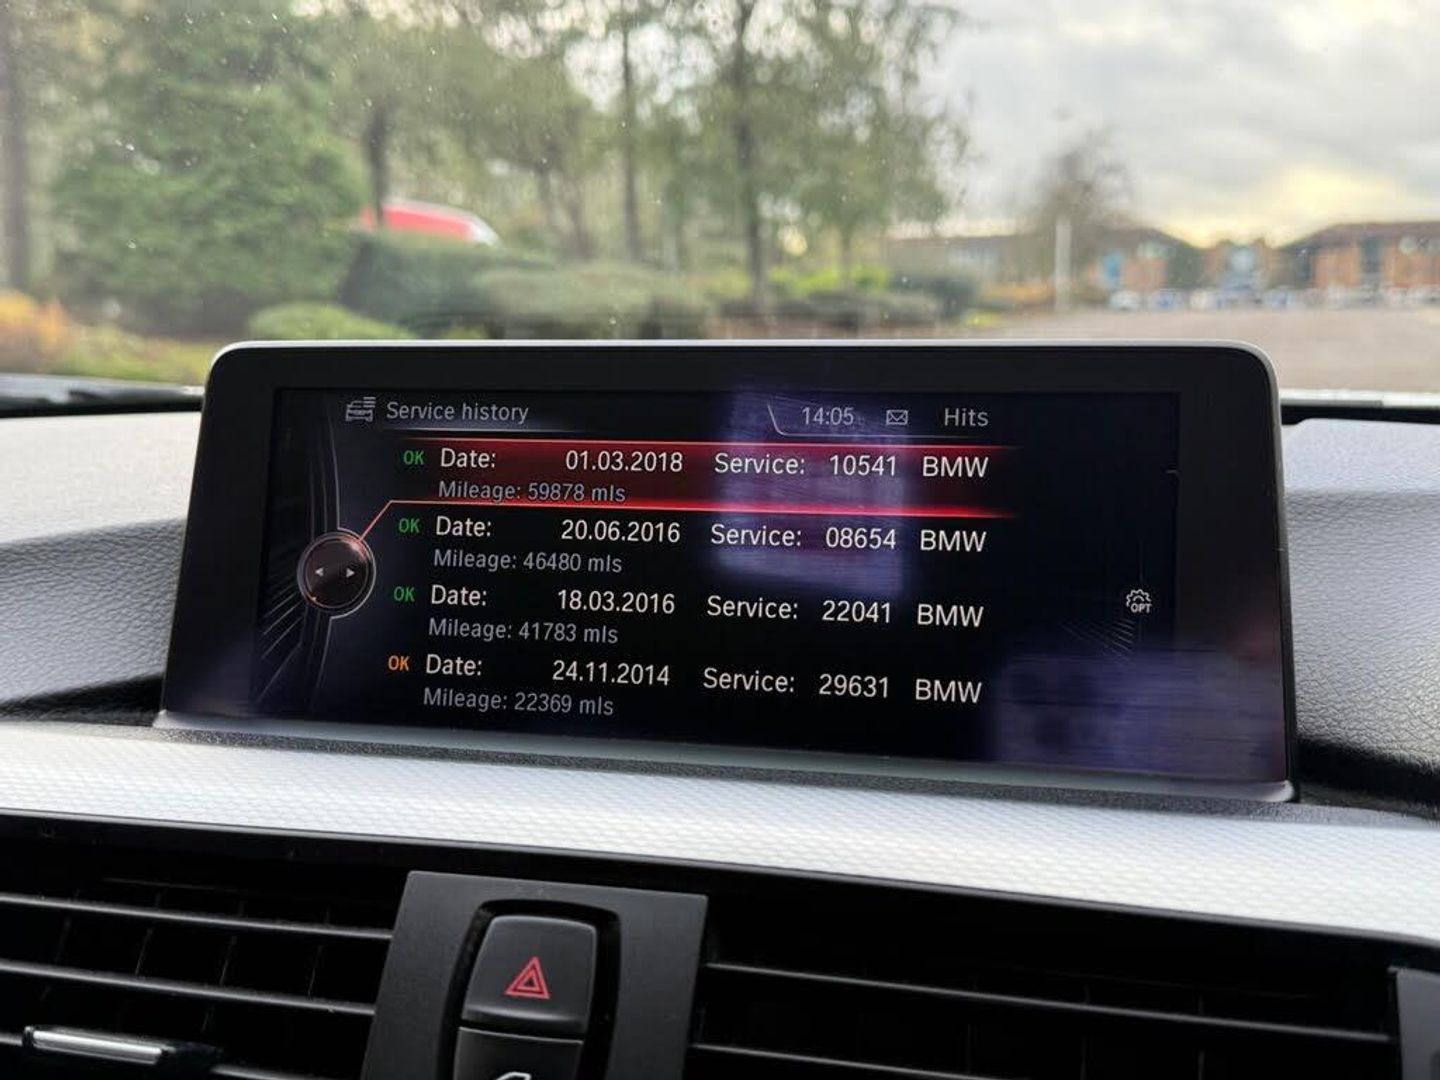 Service history 14:05 Hits
OK Date: 01.03.2018 Service: 10541 BMW
Mileage: 59878 mls
OK Date: 20.06.2016 Service: 08654 BMW
Mileage: 46480 mls
OK Date: 18.03.2016 Service: 22041 BMW
Mileage: 41783 mls
OK Date: 24.11.2014 Service: 29631 BMW
Mileage: 22369 mls
OPT